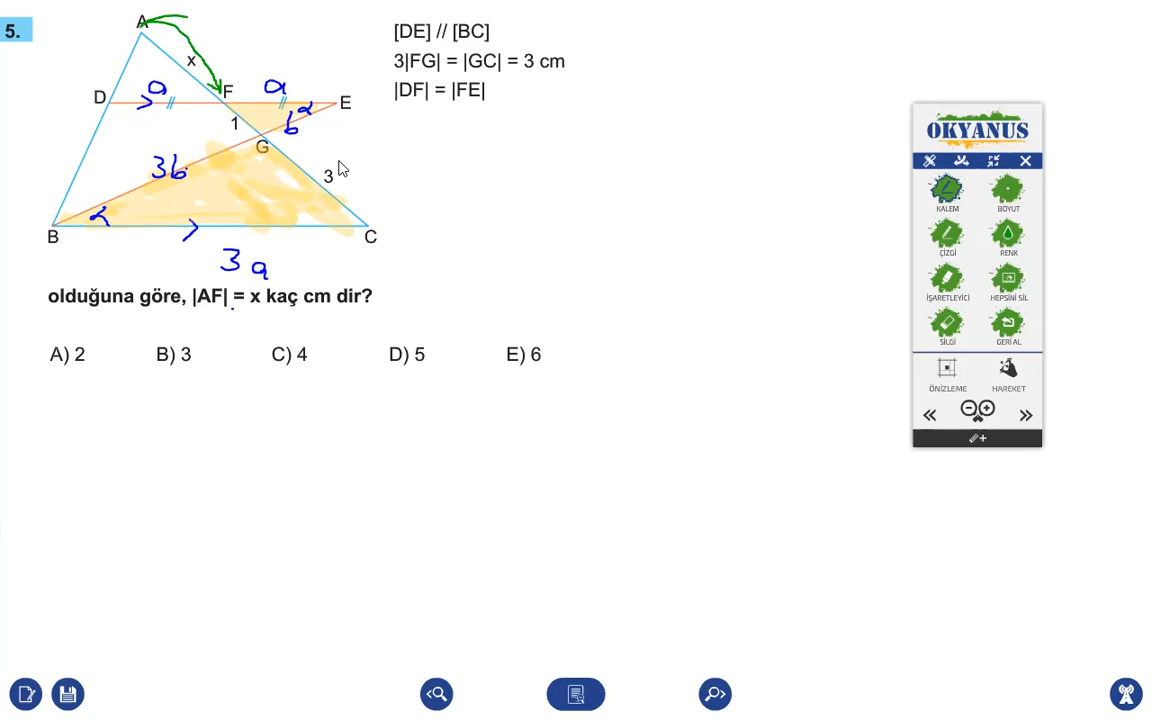 5.
A
[DE] // [BC]
3|FG| = |GC| = 3 cm
|DF| = |FE|
x
D
a
F
a
E
α
1
b
G
3b
3
α
B
C
3a
olduğuna göre, |AF| = x kaç cm dir?
A) 2
B) 3
C) 4
D) 5
E) 6
OKYANUS
KALEM
BOYUT
ÇİZGİ
RENK
İŞARETLEYİCİ
HEPSİNİ SİL
SİLGİ
GERİ AL
ÖNİZLEME
HAREKET